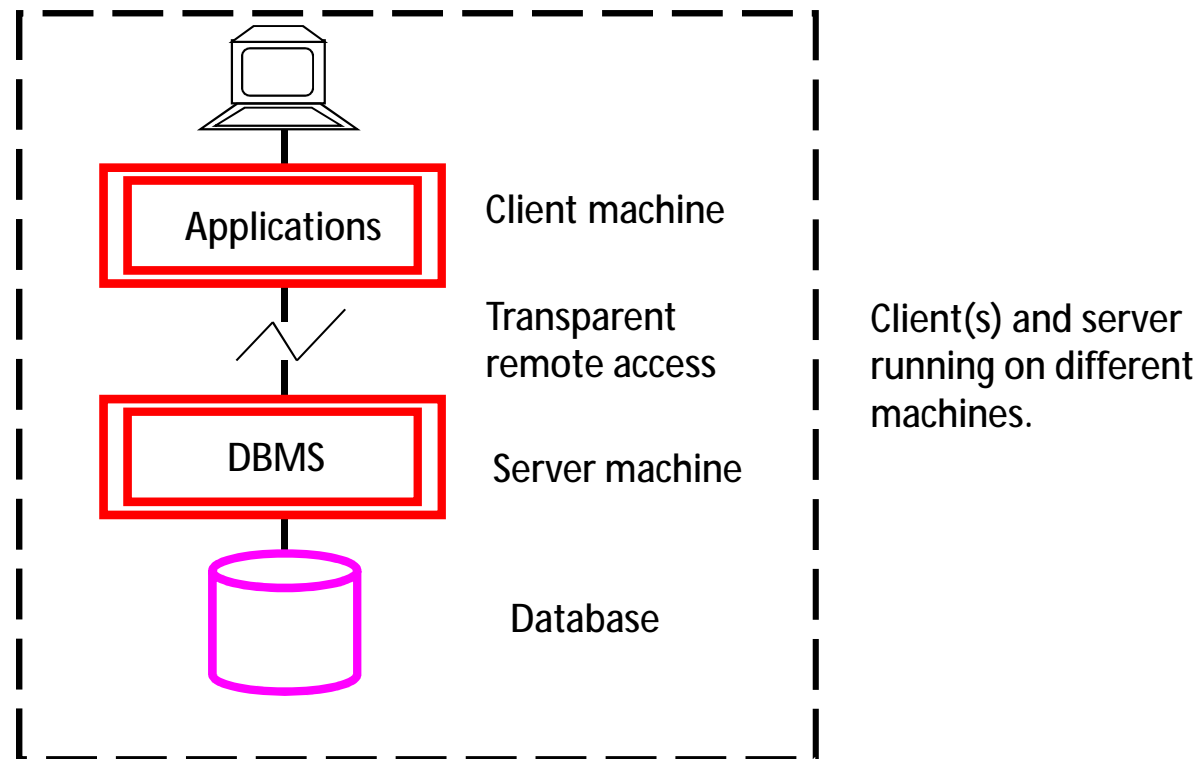 Applications
Client machine
Transparent
remote access
Client(s) and server
running on different
machines.
DBMS
Server machine
Database